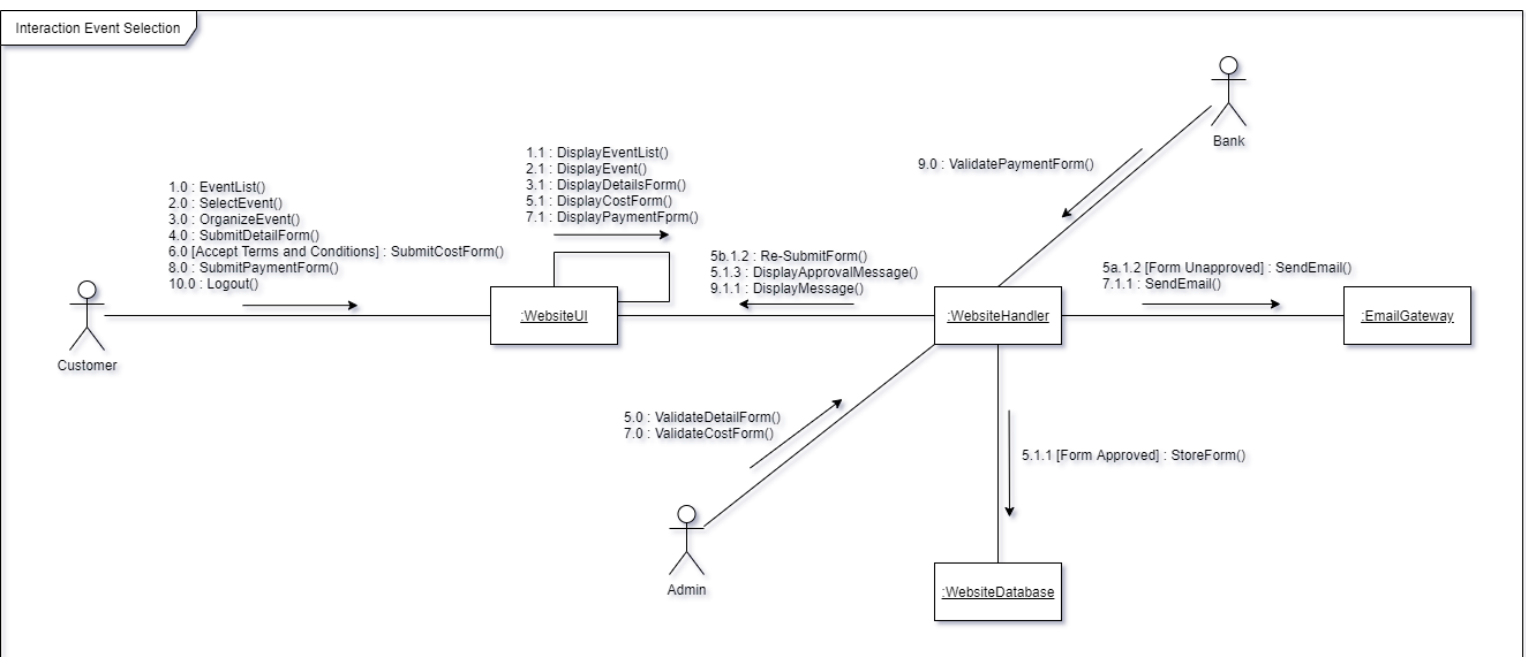 Interaction Event Selection
Bank
9.0 : ValidatePaymentForm()
1.1 : DisplayEventList()
2.1 : DisplayEvent()
3.1 : DisplayDetailsForm()
5.1 : DisplayCostForm()
7.1 : DisplayPaymentFprm()
1.0 : EventList()
2.0 : SelectEvent()
3.0 : OrganizeEvent()
4.0 : SubmitDetailForm()
6.0 [Accept Terms and Conditions] : SubmitCostForm()
8.0 : SubmitPaymentForm()
10.0 : Logout()
5b.1.2 : Re-SubmitForm()
5.1.3 : DisplayApprovalMessage()
9.1.1 : DisplayMessage()
5a.1.2 [Form Unapproved] : SendEmail()
7.1.1 : SendEmail()
Customer
:WebsiteUI
:WebsiteHandler
:EmailGateway
5.0 : ValidateDetailForm()
7.0 : ValidateCostForm()
5.1.1 [Form Approved] : StoreForm()
Admin
:WebsiteDatabase